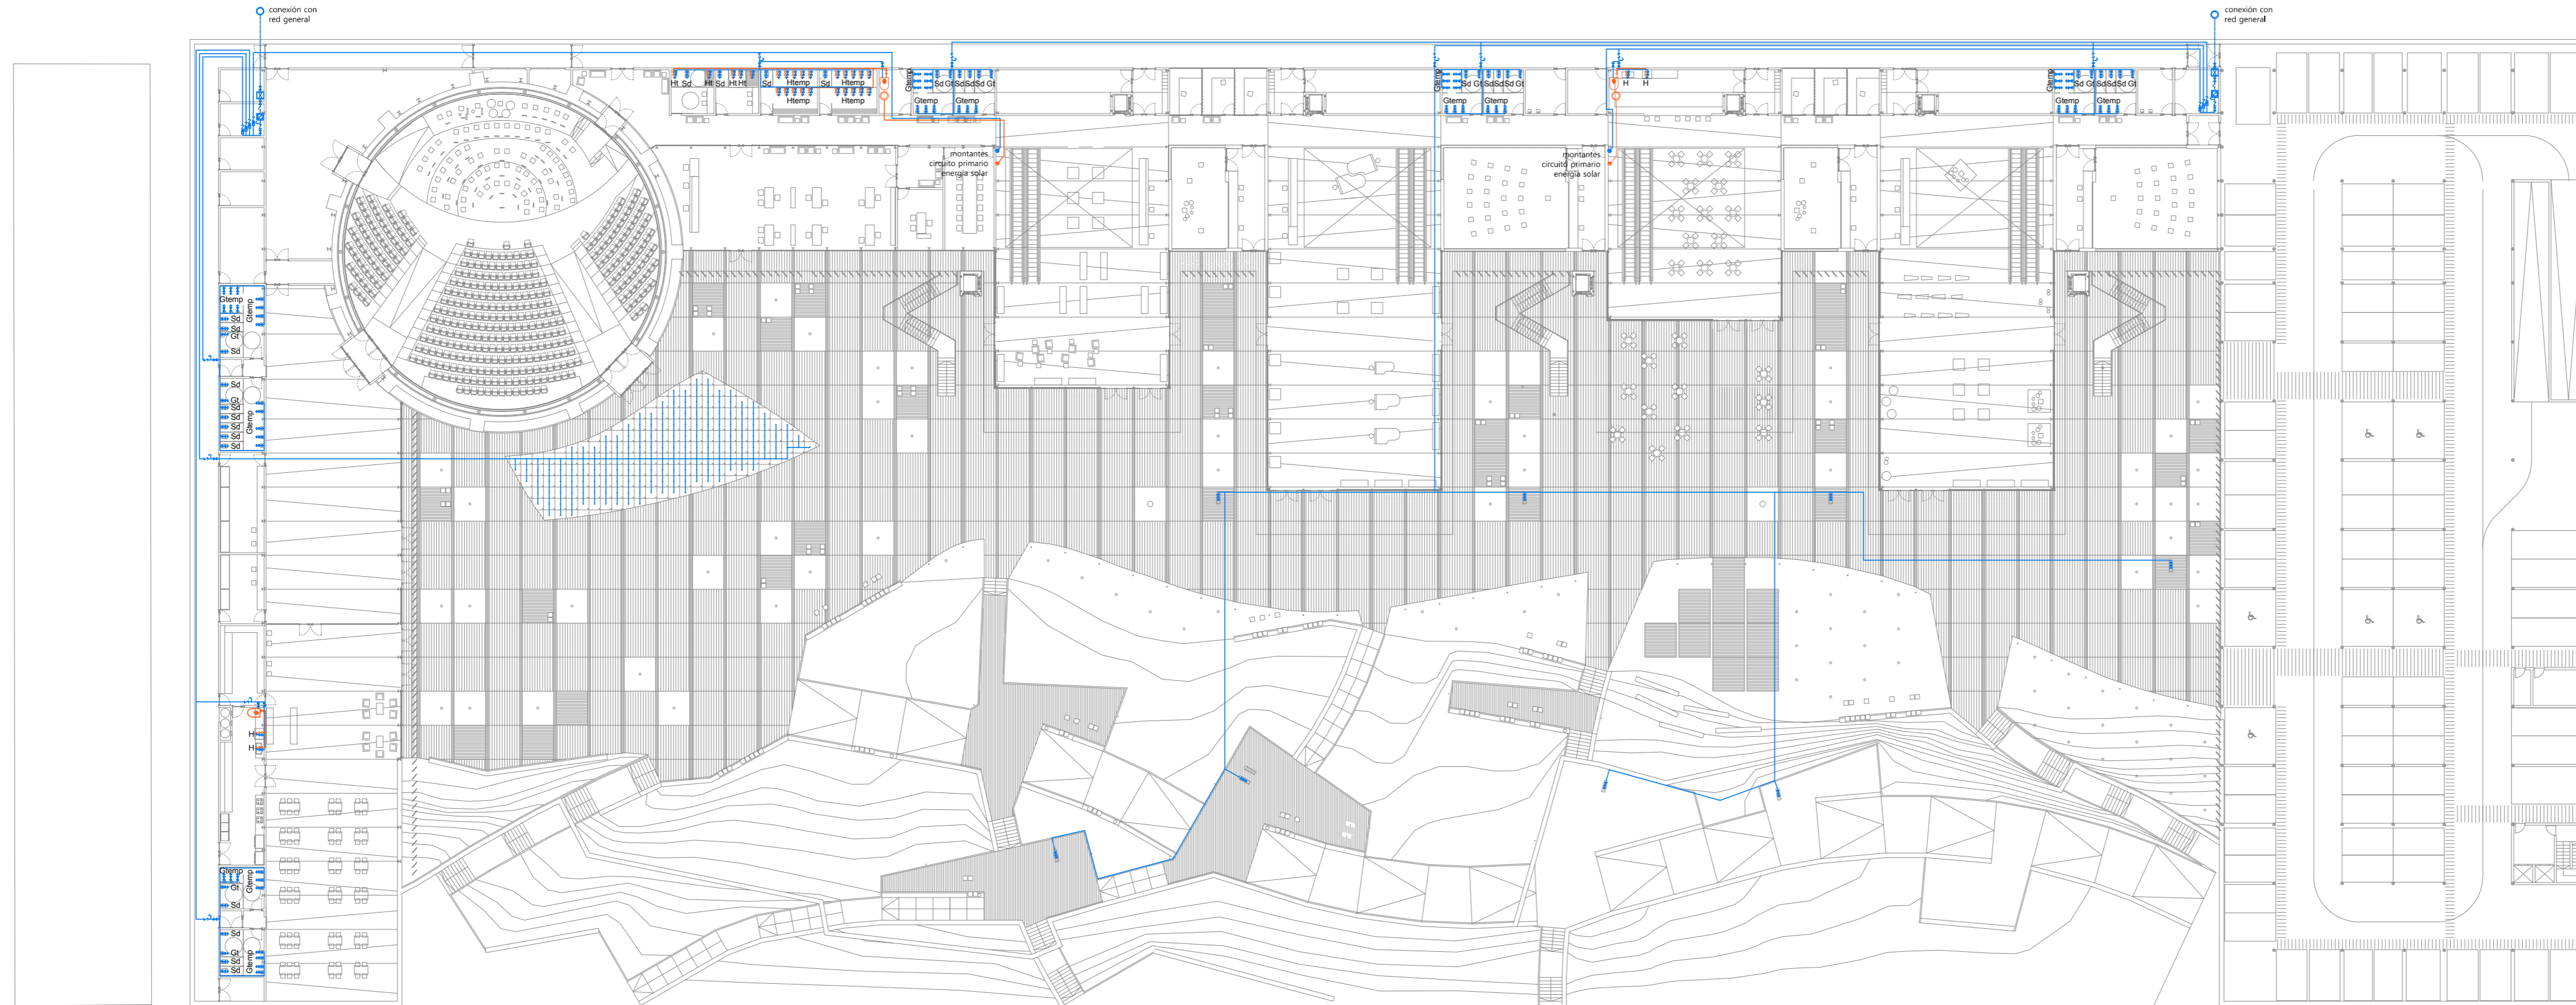 conexión con
red general
conexión con
red general
Ht Sd Ht Sd Ht Ht Sd Htemp Sd Htemp
Htemp Htemp
Gtemp Sd Gt Sd Sd Sd Gt
Gtemp Gtemp
Gtemp Sd Gt Sd Sd Sd Gt
Gtemp Gtemp
H H
Gtemp Sd Gt Sd Sd Sd Gt
Gtemp Gtemp
montantes
circuito primario
energía solar
montantes
circuito primario
energía solar
Gtemp
Gtemp
Sd
Sd
Gt
Sd
Sd
Gt
Sd
Gtemp
Sd
Sd
Sd
Sd
H
H
Gtemp
Gtemp
Gt
Sd
Sd
Gt
Gtemp
Sd
Sd